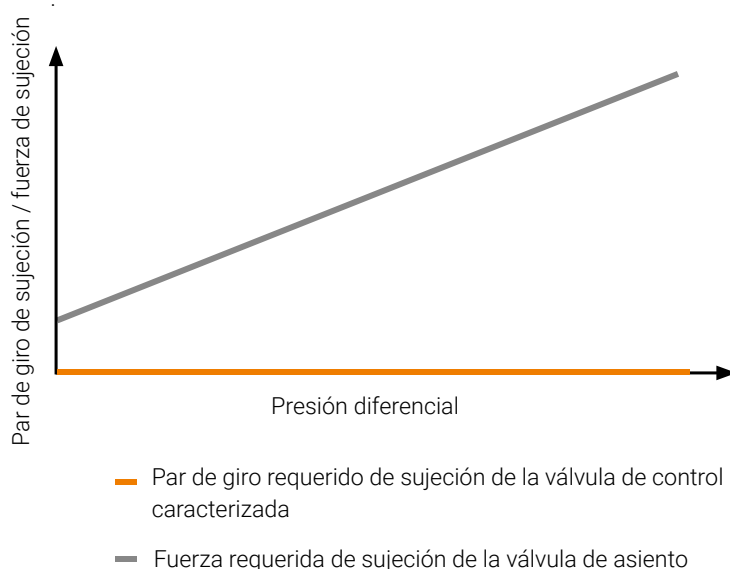 Par de giro de sujeción / fuerza de sujeción
Presión diferencial
Par de giro requerido de sujeción de la válvula de control
caracterizada
Fuerza requerida de sujeción de la válvula de asiento